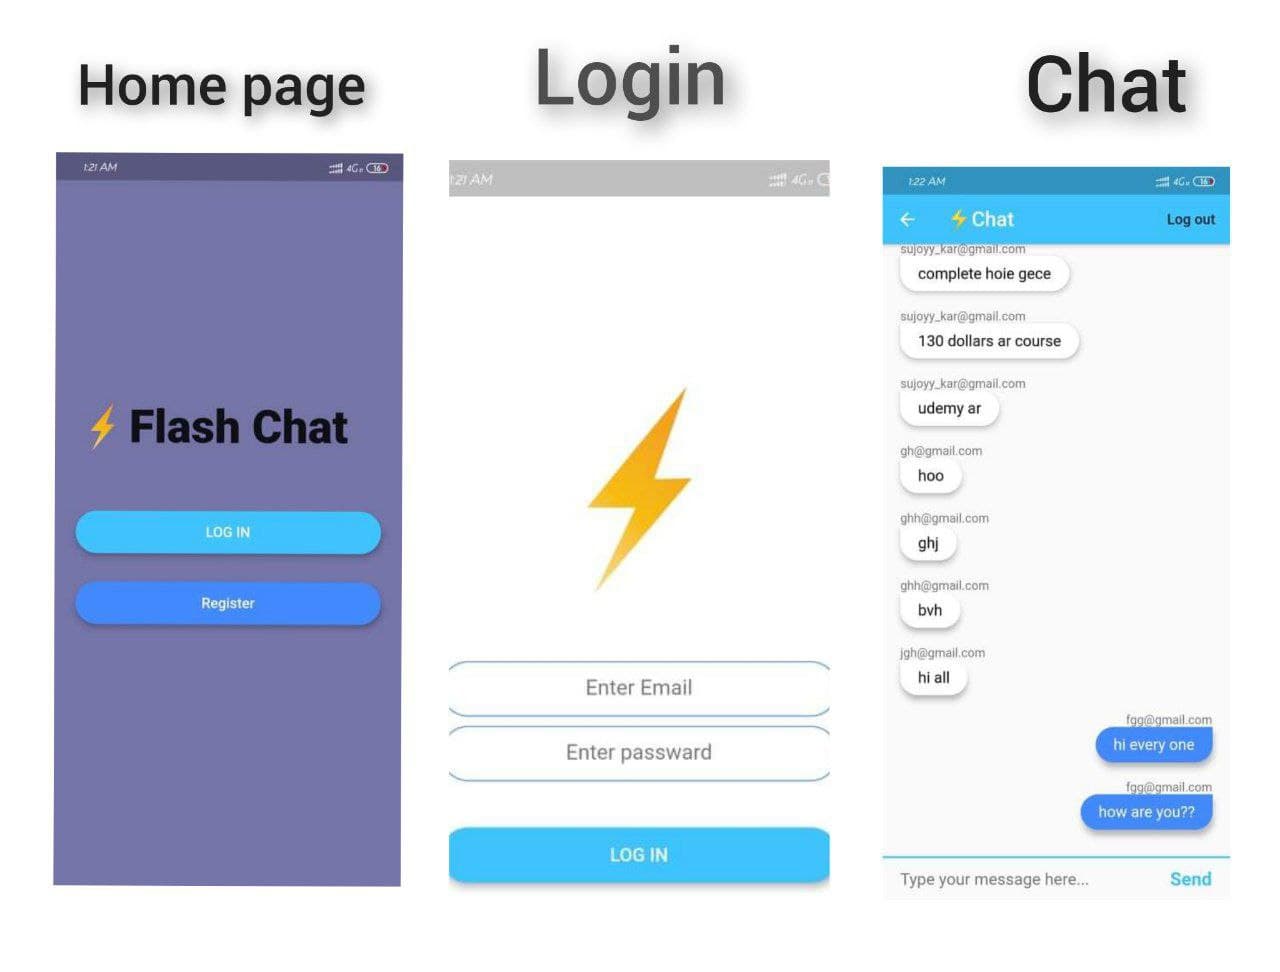 Home page
1:21 AM
4G 16
⚡ Flash Chat
LOG IN
Register
Login
1:21 AM
4G
Enter Email
Enter passward
LOG IN
Chat
1:22 AM
4G 16
⚡Chat
Log out
sujoyy_kar@gmail.com
complete hoie gece
sujoyy_kar@gmail.com
130 dollars ar course
sujoyy_kar@gmail.com
udemy ar
gh@gmail.com
hoo
ghh@gmail.com
ghj
ghh@gmail.com
bvh
jgh@gmail.com
hi all
fgg@gmail.com
hi every one
fgg@gmail.com
how are you??
Type your message here...
Send